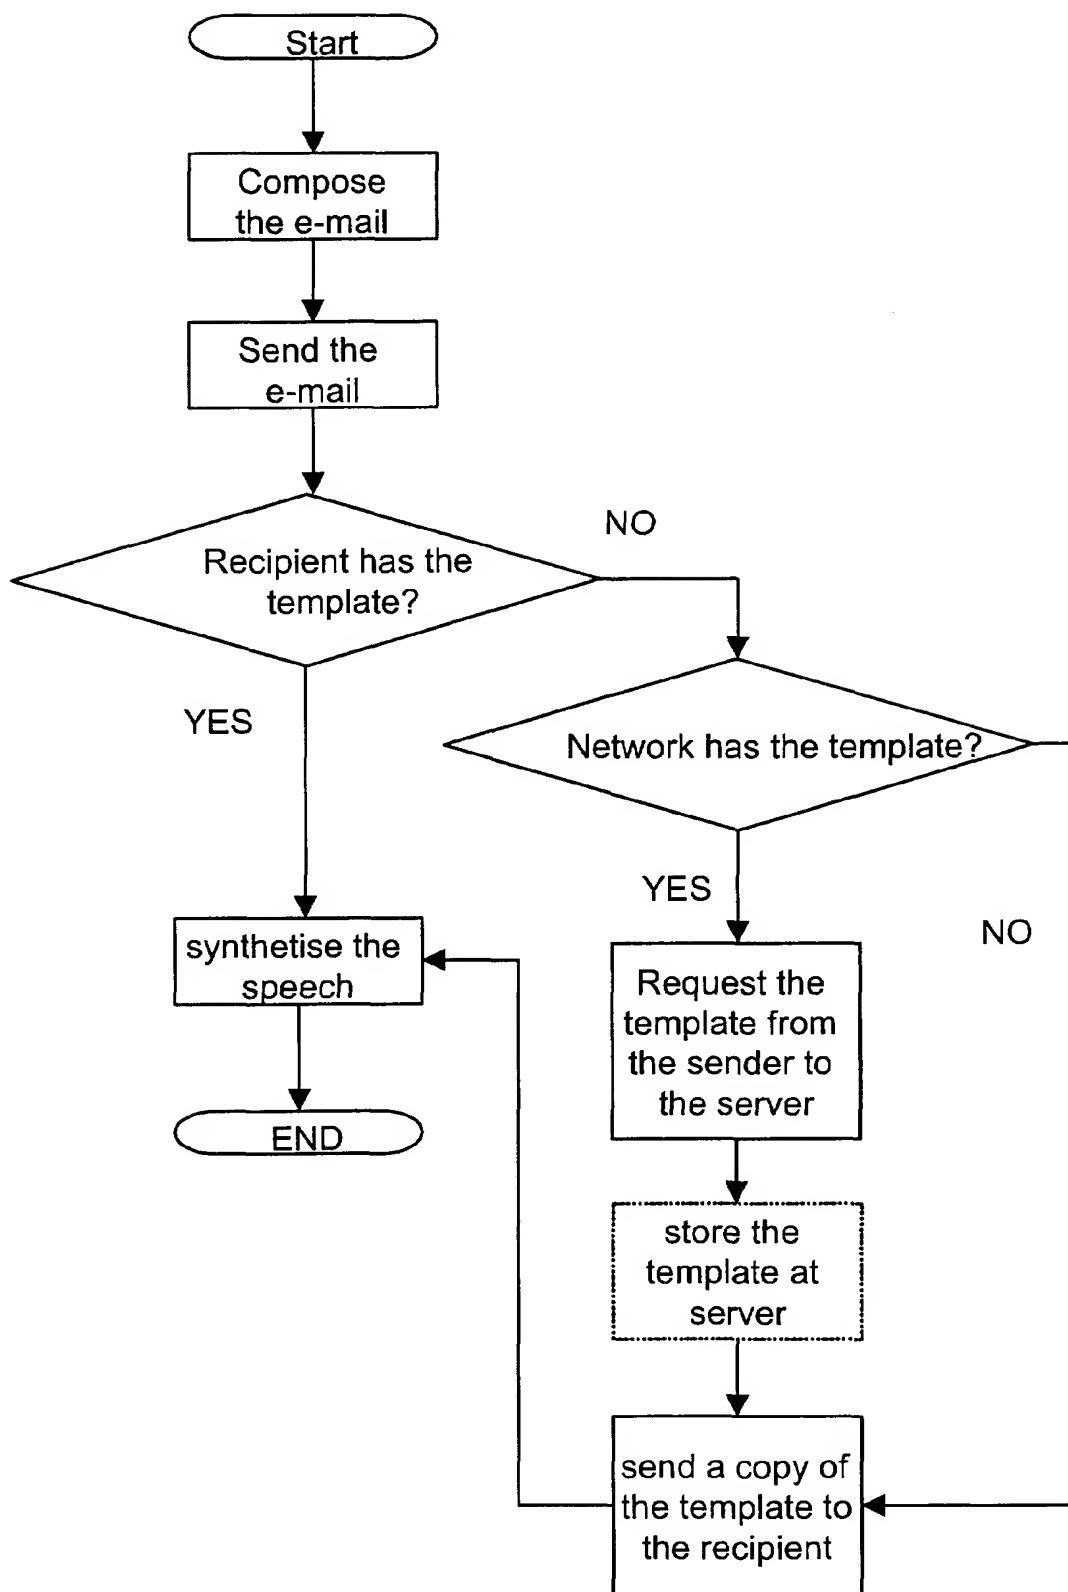 Start
Compose
the e-mail
Send the
e-mail
Recipient has the
template?
NO
YES
Network has the template?
YES
NO
synthetise the
speech
Request the
template from
the sender to
the server
END
store the
template at
server
send a copy of
the template to
the recipient